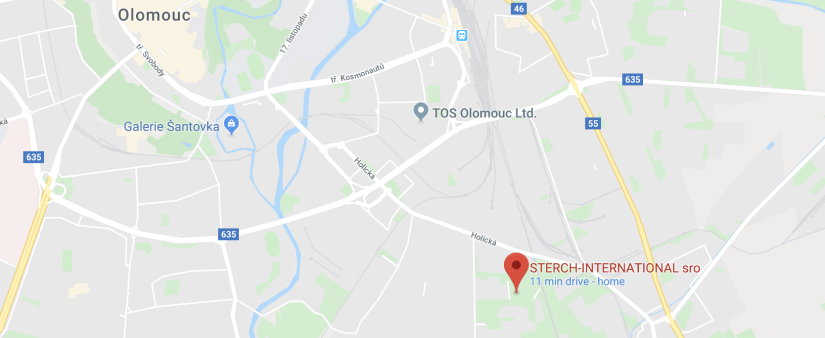 46
Olomouc
17. listopadu
tř. Svobody
tř. Kosmonautů
635
TOS Olomouc Ltd.
Galerie Šantovka
55
ká
635
Holická
635
Holická
STERCH-INTERNATIONAL sro
11 min drive - home